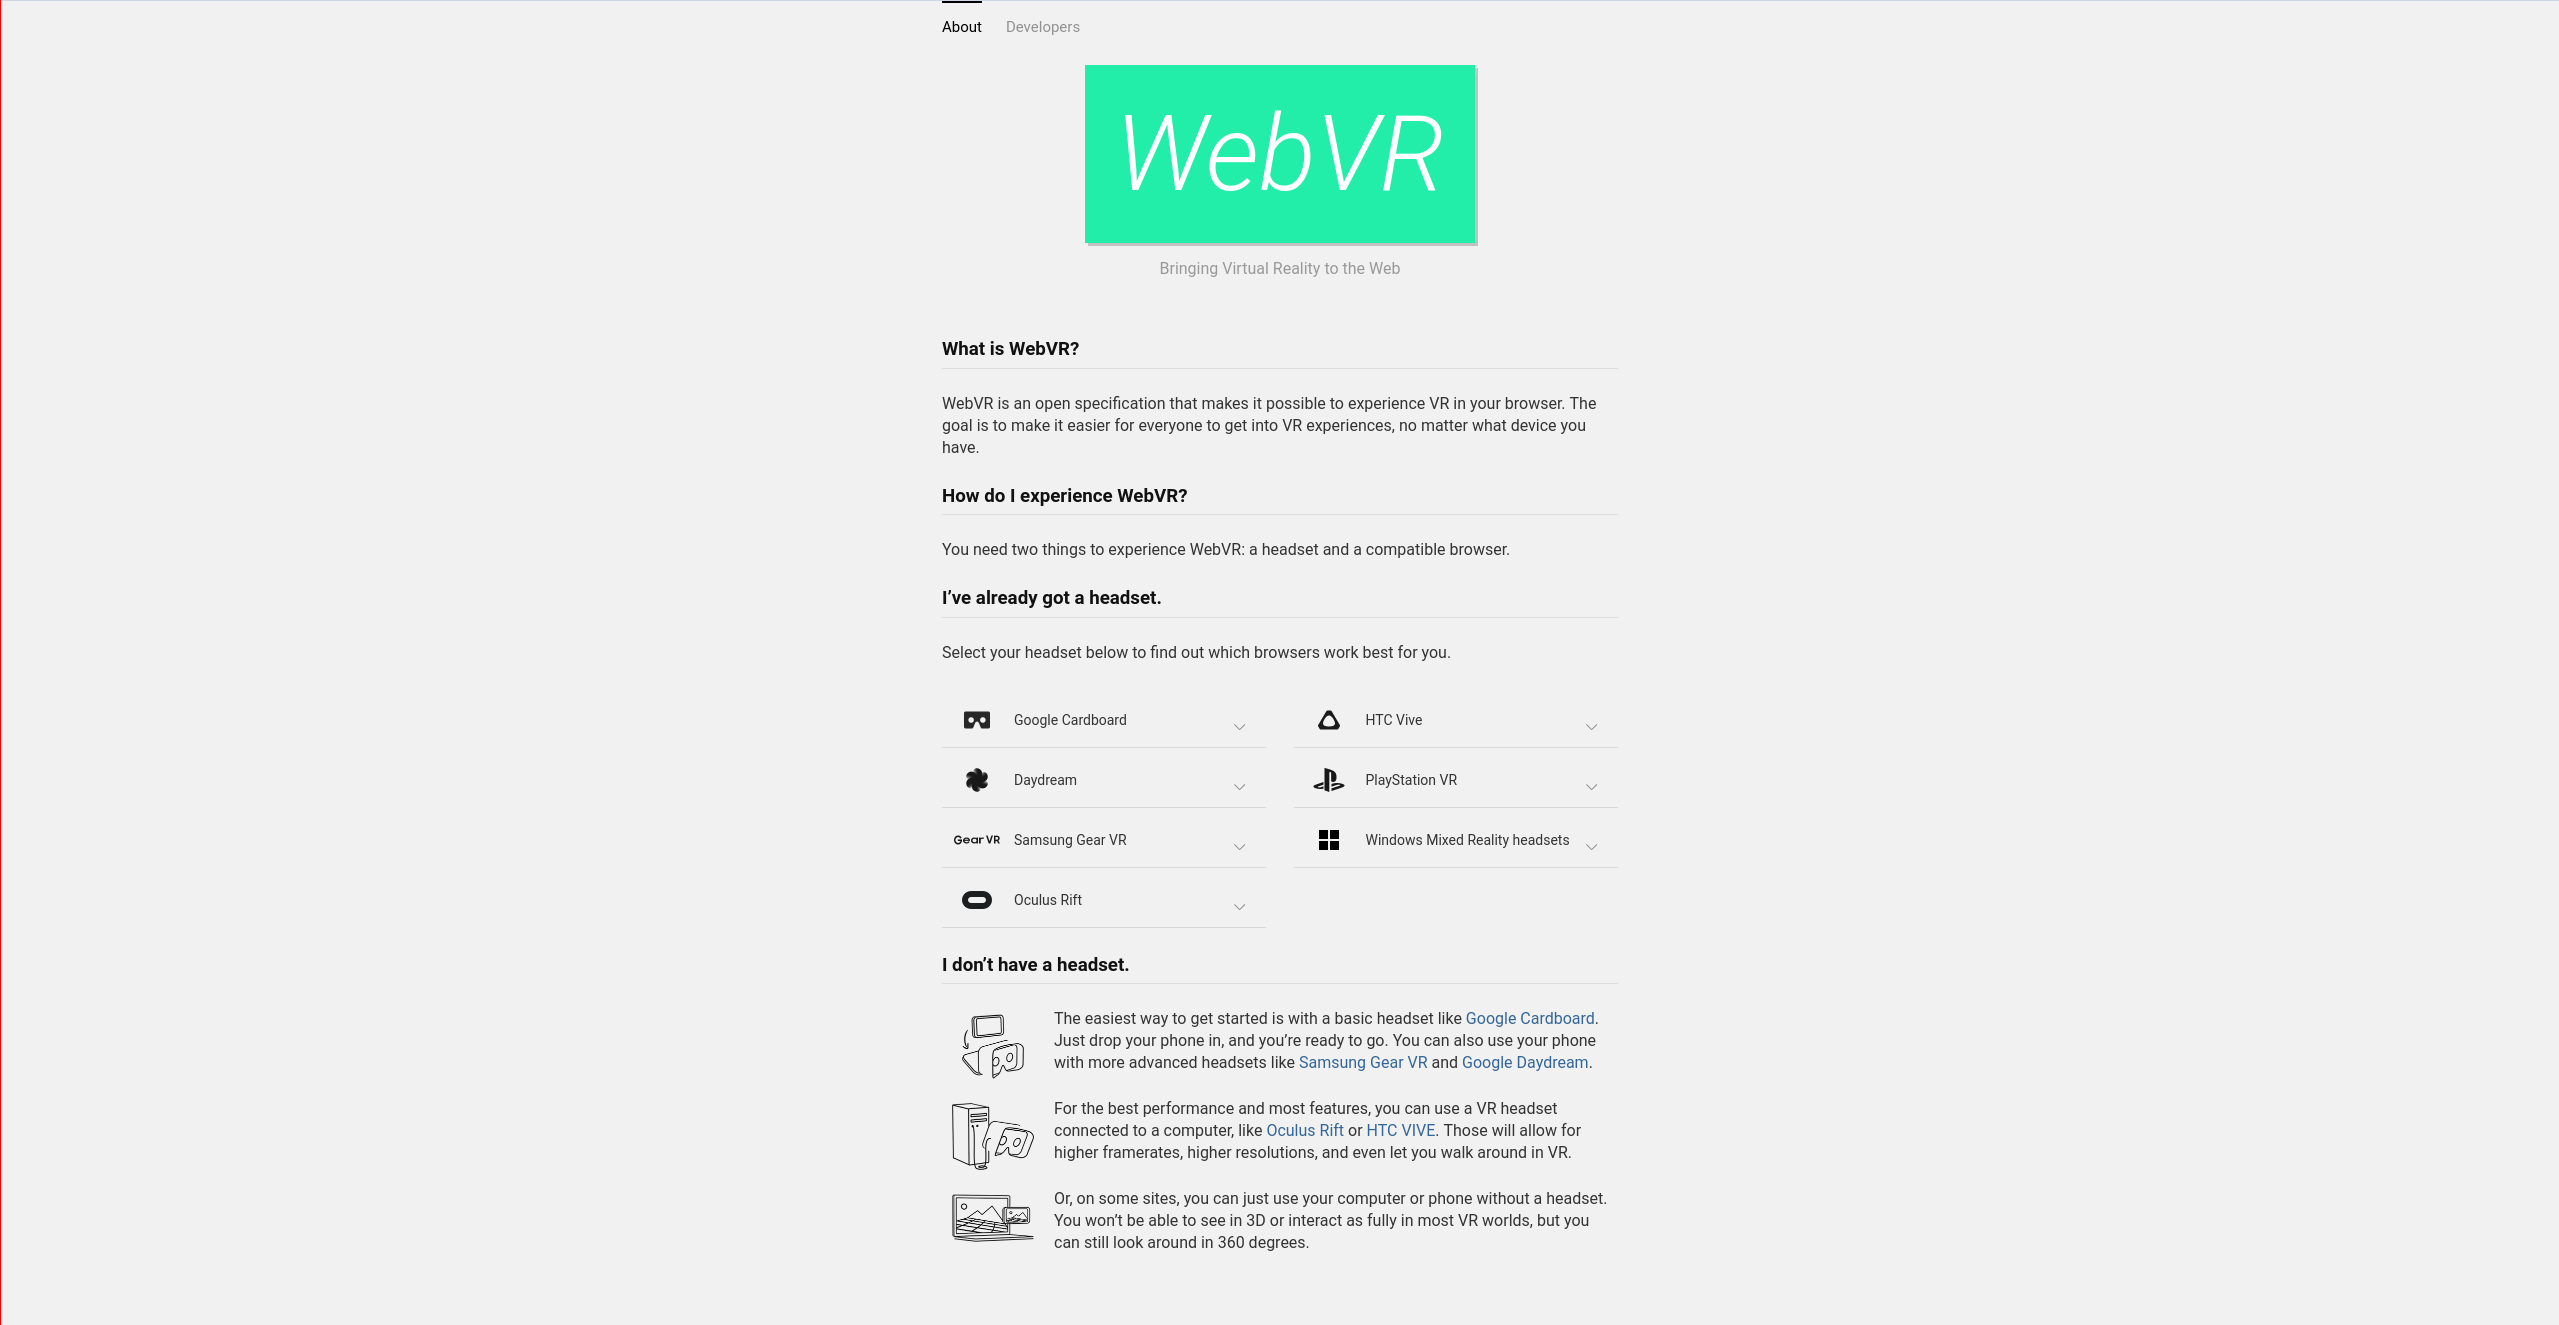 About
Developers
WebVR
Bringing Virtual Reality to the Web
What is WebVR?
WebVR is an open specification that makes it possible to experience VR in your browser. The
goal is to make it easier for everyone to get into VR experiences, no matter what device you
have.
How do I experience WebVR?
You need two things to experience WebVR: a headset and a compatible browser.
I’ve already got a headset.
Select your headset below to find out which browsers work best for you.
Google Cardboard
HTC Vive
Daydream
PlayStation VR
Gear VR
Samsung Gear VR
Windows Mixed Reality headsets
Oculus Rift
I don’t have a headset.
The easiest way to get started is with a basic headset like Google Cardboard.
Just drop your phone in, and you’re ready to go. You can also use your phone
with more advanced headsets like Samsung Gear VR and Google Daydream.
For the best performance and most features, you can use a VR headset
connected to a computer, like Oculus Rift or HTC VIVE. Those will allow for
higher framerates, higher resolutions, and even let you walk around in VR.
Or, on some sites, you can just use your computer or phone without a headset.
You won’t be able to see in 3D or interact as fully in most VR worlds, but you
can still look around in 360 degrees.